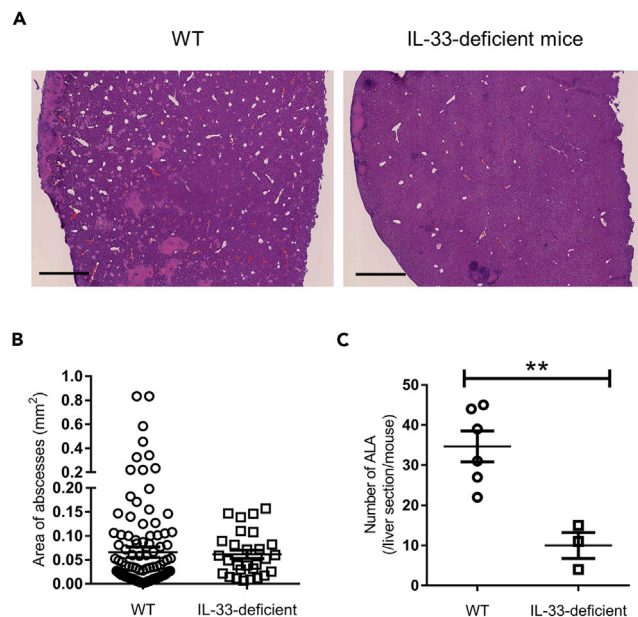 A
WT
IL-33-deficient mice
B
Area of abscesses (mm2)
1.0
0.8
0.6
0.4
0.2
0.20
0.15
0.10
0.05
0.00
WT
IL-33-deficient
C
**
Number of ALA
(/liver section/mouse)
50
40
30
20
10
0
WT
IL-33-deficient